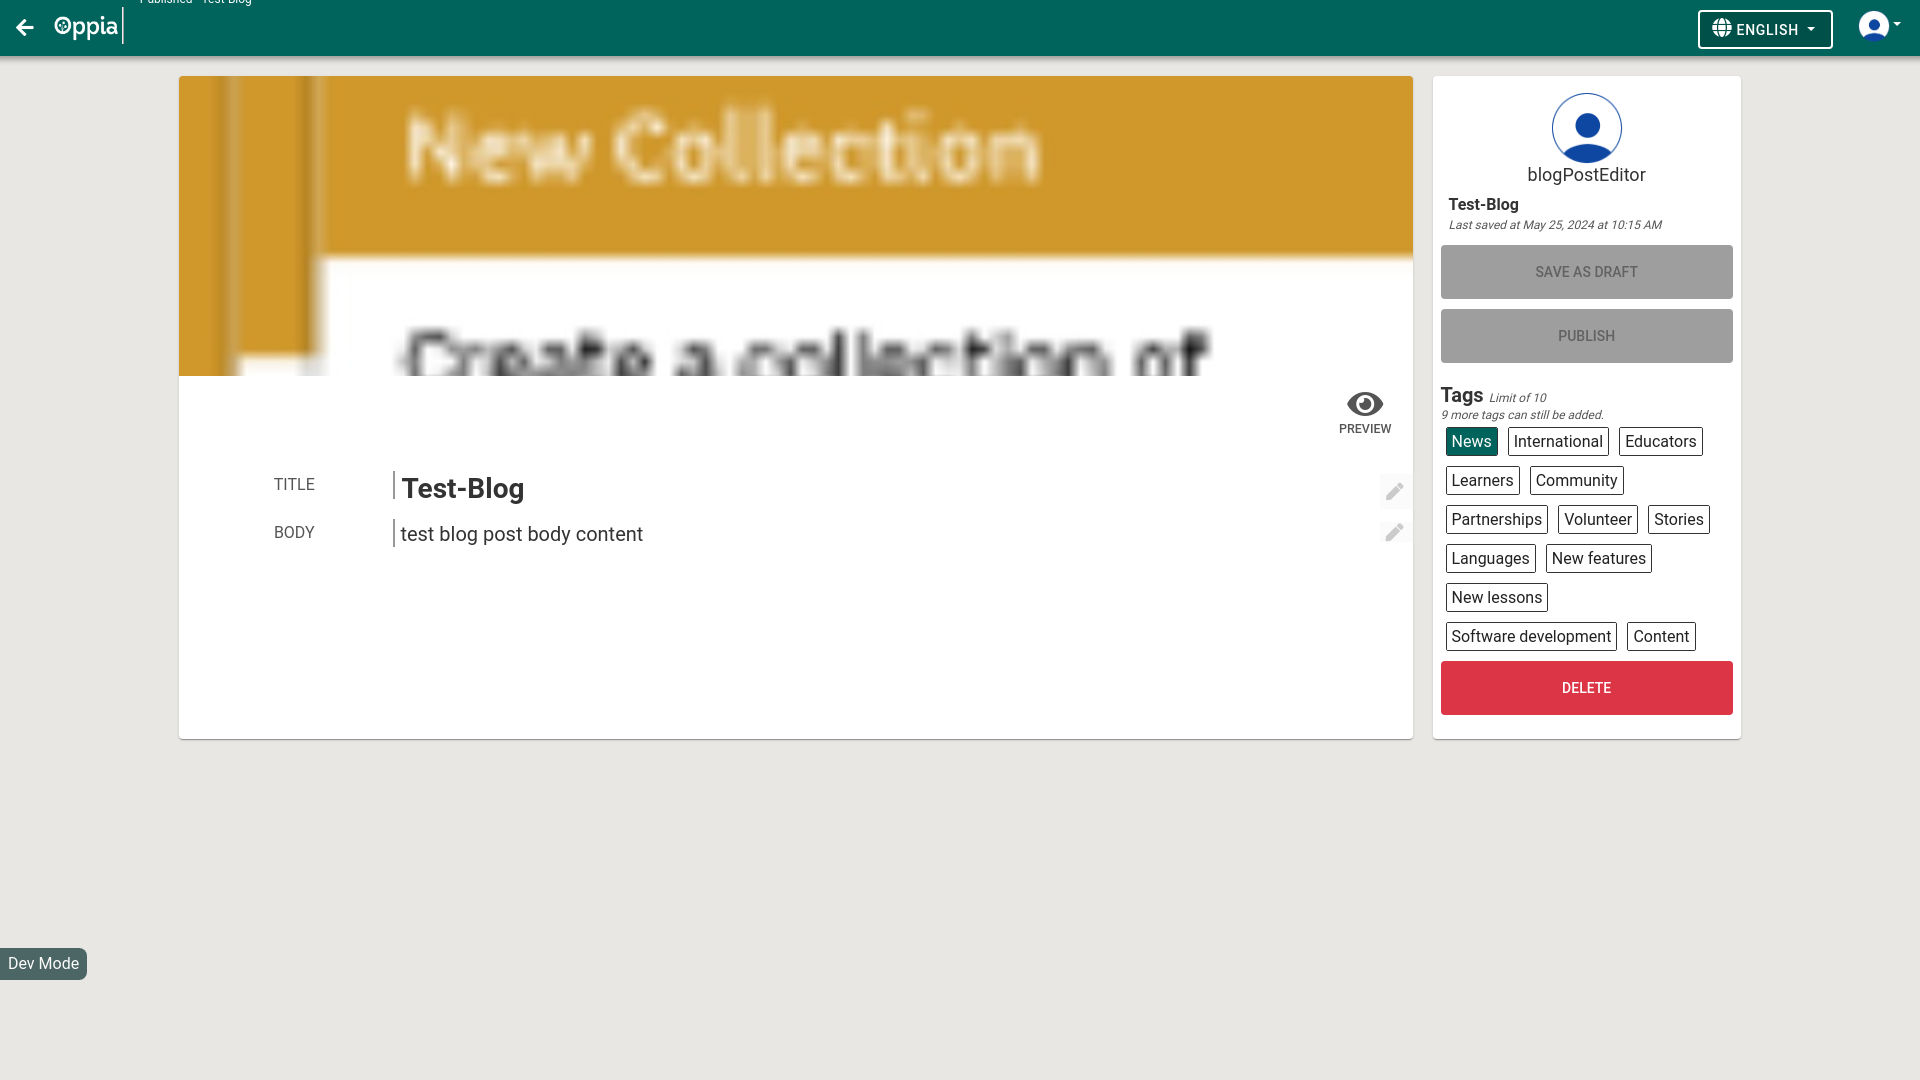 Published - Test-Blog
Oppia
ENGLISH
New Collection
Create a collection of
PREVIEW
TITLE
Test-Blog
BODY
test blog post body content
blogPostEditor
Test-Blog
Last saved at May 25, 2024 at 10:15 AM
SAVE AS DRAFT
PUBLISH
Tags Limit of 10
9 more tags can still be added.
News International Educators
Learners Community
Partnerships Volunteer Stories
Languages New features
New lessons
Software development Content
DELETE
Dev Mode